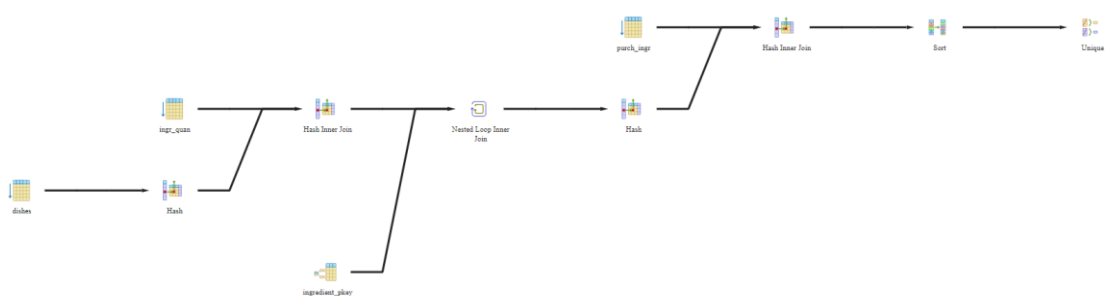 purch_ingr
Hash Inner Join
Sort
Unique
ingr_quan
Hash Inner Join
Nested Loop Inner
Join
Hash
dishes
Hash
ingredient_pkey